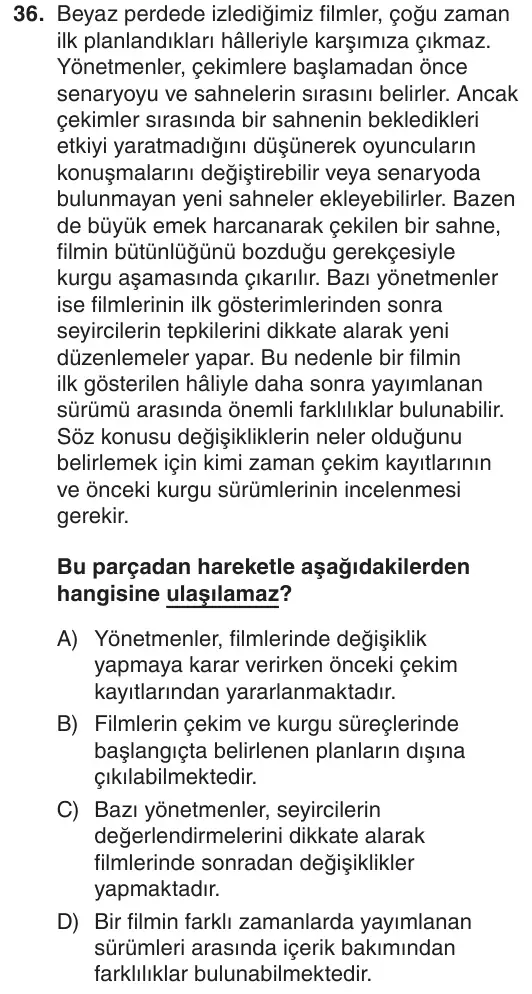 36. Beyaz perdede izlediğimiz filmler, çoğu zaman
ilk planlandıkları hâlleriyle karşımıza çıkmaz.
Yönetmenler, çekimlere başlamadan önce
senaryoyu ve sahnelerin sırasını belirler. Ancak
çekimler sırasında bir sahnenin bekledikleri
etkiyi yaratmadığını düşünerek oyuncuların
konuşmalarını değiştirebilir veya senaryoda
bulunmayan yeni sahneler ekleyebilirler. Bazen
de büyük emek harcanarak çekilen bir sahne,
filmin bütünlüğünü bozduğu gerekçesiyle
kurgu aşamasında çıkarılır. Bazı yönetmenler
ise filmlerinin ilk gösterimlerinden sonra
seyircilerin tepkilerini dikkate alarak yeni
düzenlemeler yapar. Bu nedenle bir filmin
ilk gösterilen hâliyle daha sonra yayımlanan
sürümü arasında önemli farklılıklar bulunabilir.
Söz konusu değişikliklerin neler olduğunu
belirlemek için kimi zaman çekim kayıtlarının
ve önceki kurgu sürümlerinin incelenmesi
gerekir.
Bu parçadan hareketle aşağıdakilerden
hangisine ulaşılamaz?
A) Yönetmenler, filmlerinde değişiklik
yapmaya karar verirken önceki çekim
kayıtlarından yararlanmaktadır.
B) Filmlerin çekim ve kurgu süreçlerinde
başlangıçta belirlenen planların dışına
çıkılabilmektedir.
C) Bazı yönetmenler, seyircilerin
değerlendirmelerini dikkate alarak
filmlerinde sonradan değişiklikler
yapmaktadır.
D) Bir filmin farklı zamanlarda yayımlanan
sürümleri arasında içerik bakımından
farklılıklar bulunabilmektedir.